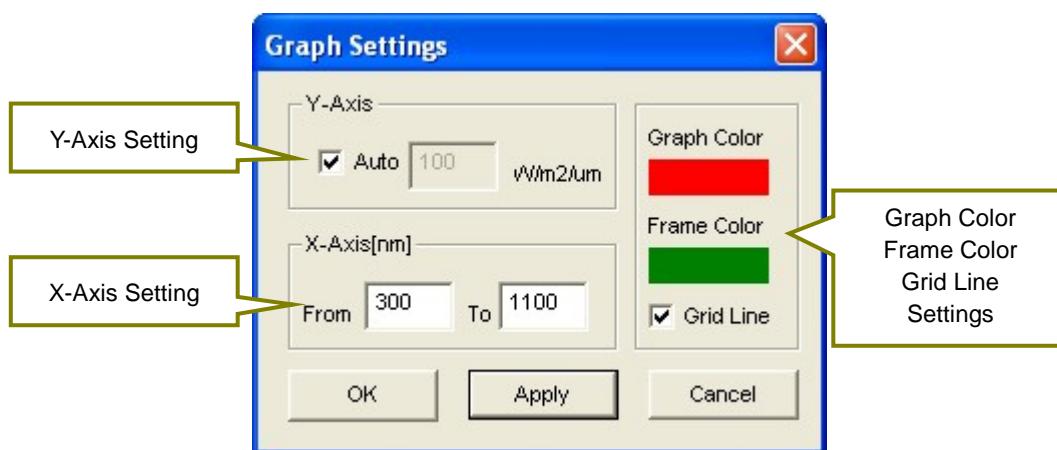 Graph Settings
Y-Axis Setting
Y-Axis
Auto 100 W/m2/um
X-Axis Setting
X-Axis[nm]
From 300 To 1100
Graph Color
Frame Color
Grid Line
OK Apply Cancel
Graph Color
Frame Color
Grid Line
Settings